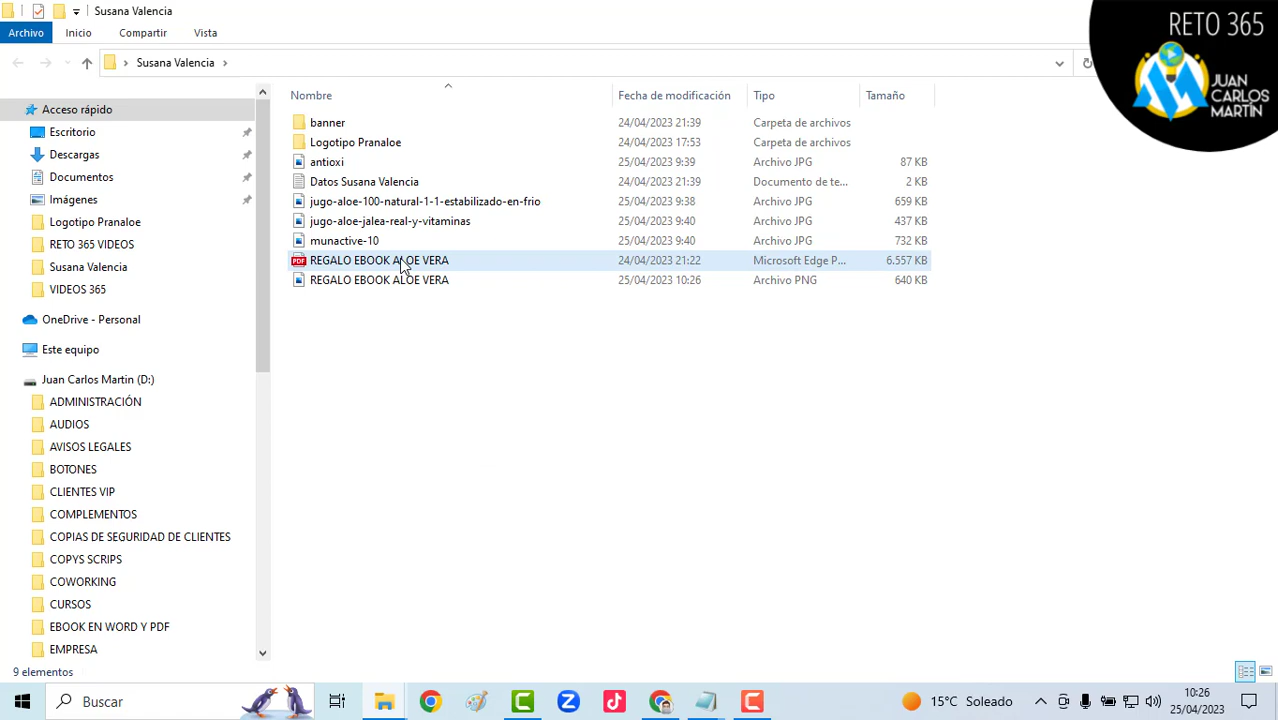 Susana Valencia
RETO 365
Archivo Inicio Compartir Vista
Susana Valencia
JUAN
CARLOS
MARTÍN
Nombre Fecha de modificación Tipo Tamaño
Acceso rápido
Escritorio
Descargas
Documentos
Imágenes
Logotipo Pranaloe
RETO 365 VIDEOS
Susana Valencia
VIDEOS 365
OneDrive - Personal
Este equipo
Juan Carlos Martin (D:)
ADMINISTRACIÓN
AUDIOS
AVISOS LEGALES
BOTONES
CLIENTES VIP
COMPLEMENTOS
COPIAS DE SEGURIDAD DE CLIENTES
COPYS SCRIPS
COWORKING
CURSOS
EBOOK EN WORD Y PDF
EMPRESA
banner 24/04/2023 21:39 Carpeta de archivos
Logotipo Pranaloe 24/04/2023 17:53 Carpeta de archivos
antioxi 25/04/2023 9:39 Archivo JPG 87 KB
Datos Susana Valencia 24/04/2023 21:39 Documento de te... 2 KB
jugo-aloe-100-natural-1-1-estabilizado-en-frio 25/04/2023 9:38 Archivo JPG 659 KB
jugo-aloe-jalea-real-y-vitaminas 25/04/2023 9:40 Archivo JPG 437 KB
munactive-10 25/04/2023 9:40 Archivo JPG 732 KB
PDF REGALO EBOOK ALOE VERA 24/04/2023 21:22 Microsoft Edge P... 6.557 KB
REGALO EBOOK ALOE VERA 25/04/2023 10:26 Archivo PNG 640 KB
9 elementos
Buscar
15°C Soleado
10:26
25/04/2023